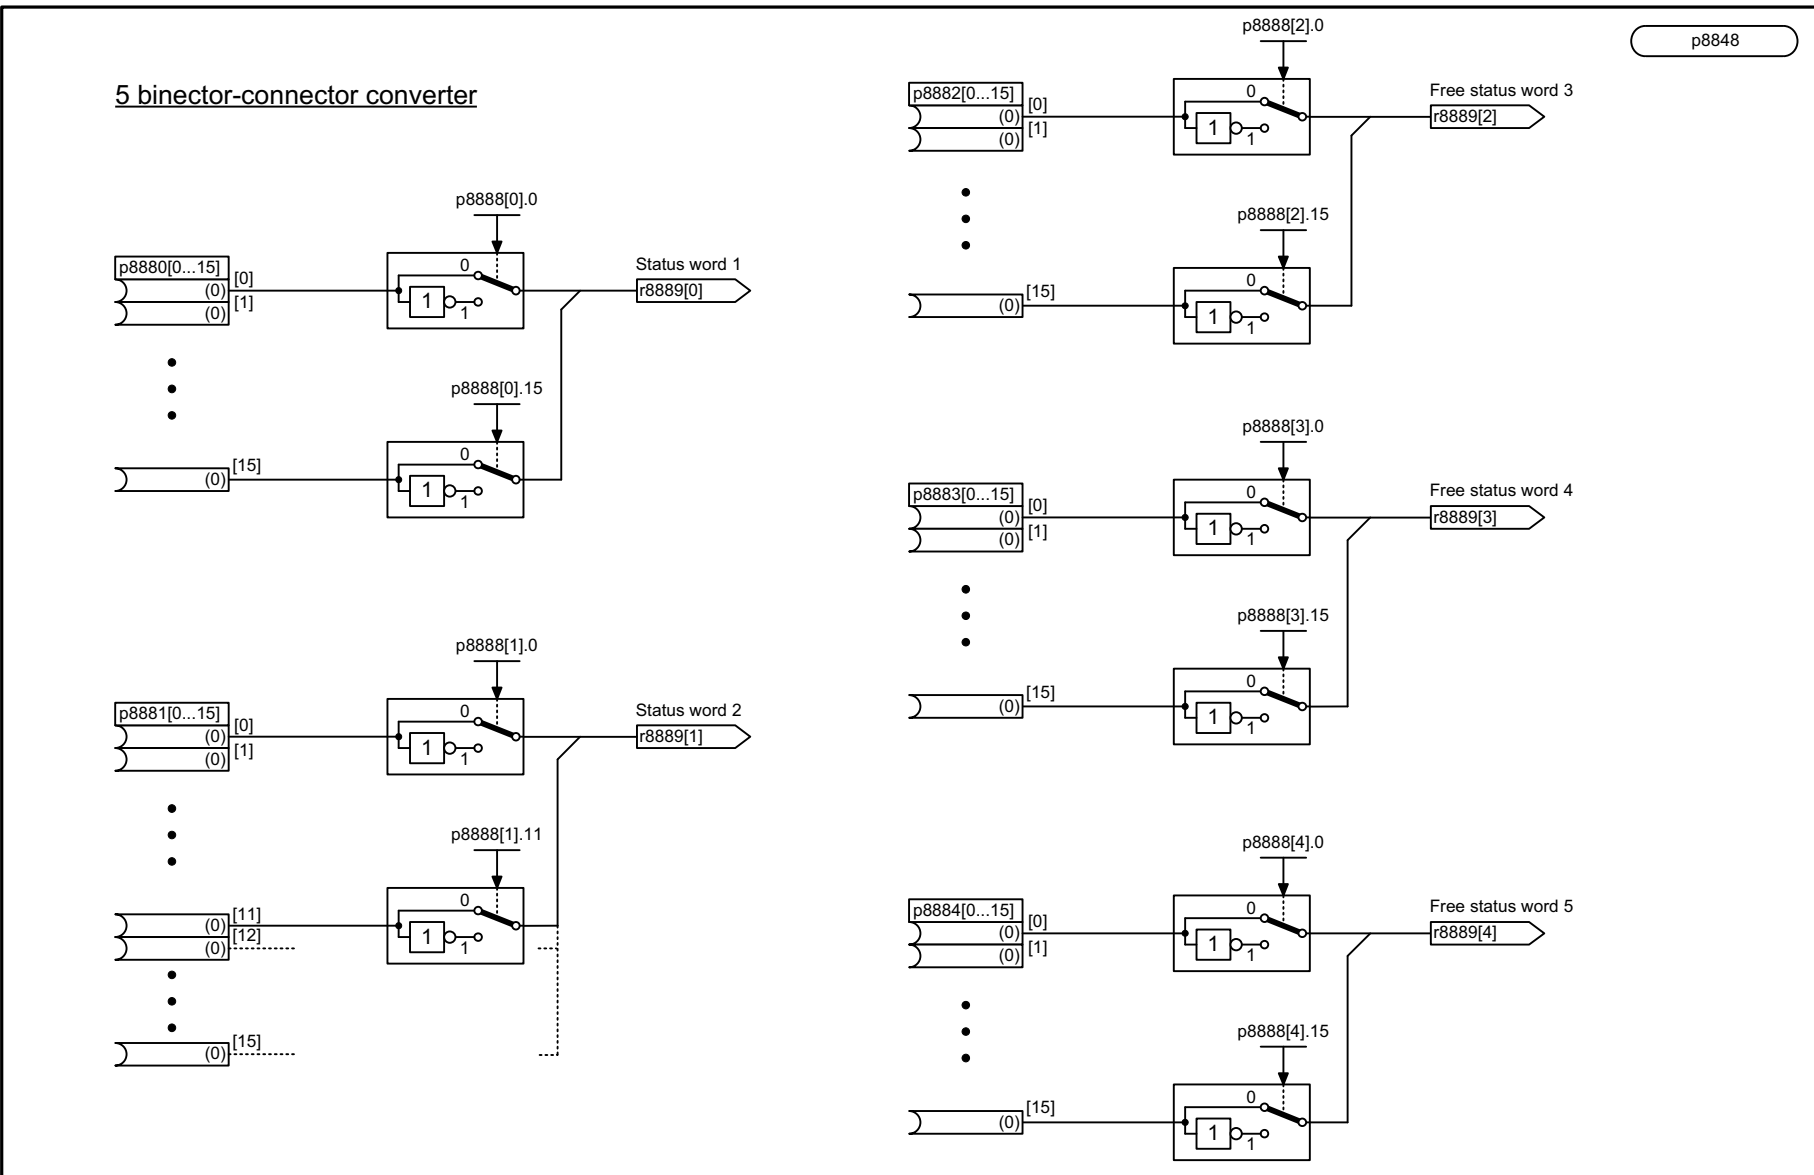 p8848
5 binector-connector converter
p8888[0].0
p8880[0...15]
[0]
(0)
[1]
(0)
0
1
1
Status word 1
r8889[0]
p8888[0].15
[15]
(0)
0
1
1
p8888[1].0
p8881[0...15]
[0]
(0)
[1]
(0)
0
1
1
Status word 2
r8889[1]
p8888[1].11
[11]
(0)
[12]
(0)
0
1
1
[15]
(0)
p8888[2].0
p8882[0...15]
[0]
(0)
[1]
(0)
0
1
1
Free status word 3
r8889[2]
p8888[2].15
[15]
(0)
0
1
1
p8888[3].0
p8883[0...15]
[0]
(0)
[1]
(0)
0
1
1
Free status word 4
r8889[3]
p8888[3].15
[15]
(0)
0
1
1
p8888[4].0
p8884[0...15]
[0]
(0)
[1]
(0)
0
1
1
Free status word 5
r8889[4]
p8888[4].15
[15]
(0)
0
1
1